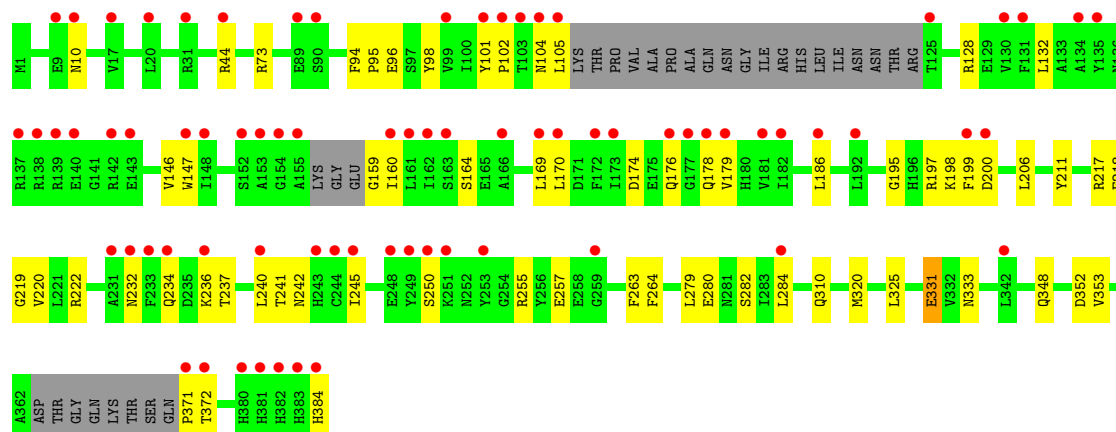 M1 E9 N10 V17 L20 R31 R44 R73 E89 S90 F94 P95 E96 S97 Y98 V99 I100 Y101 P102 T103 N104 L105 LYS THR PRO VAL ALA PRO ALA GLN ASN GLY ILE ARG HIS LEU ILE ASN ASN THR ARG T125 R128 E129 V130 F131 L132 A133 A134 Y135
R137 R138 R139 E140 G141 R142 E143 V146 W147 I148 S152 A153 G154 A155 LYS GLY GLU G159 I160 L161 I162 S163 S164 E165 A166 L169 L170 D171 F172 I173 D174 E175 Q176 G177 Q178 V179 H180 V181 I182 L186 L192 G195 H196 R197 K198 F199 D200 L206 Y211 R217
G219 V220 L221 R222 A231 N232 F233 Q234 D235 K236 T237 L240 T241 N242 H243 C244 I245 E248 Y249 S250 K251 N252 Y253 G254 R255 Y256 E257 E258 G259 F263 F264 L279 E280 N281 S282 I283 L284 Q310 M320 L325 E331 V332 N333 L342 Q348 D352 V353
A362 ASP THR GLY GLN LYS THR SER GLN P371 T372 H380 H381 H382 H383 H384